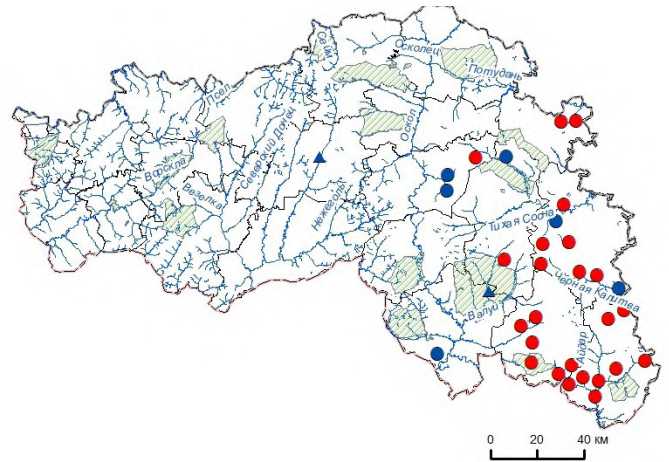 Сейм
Осколец
Потудань
Псел
Оскол
Северский Донец
Ворскла
Везелка
Нежеголь
Тихая Сосна
Черная Калитва
Валуй
Айдар
0 20 40 км